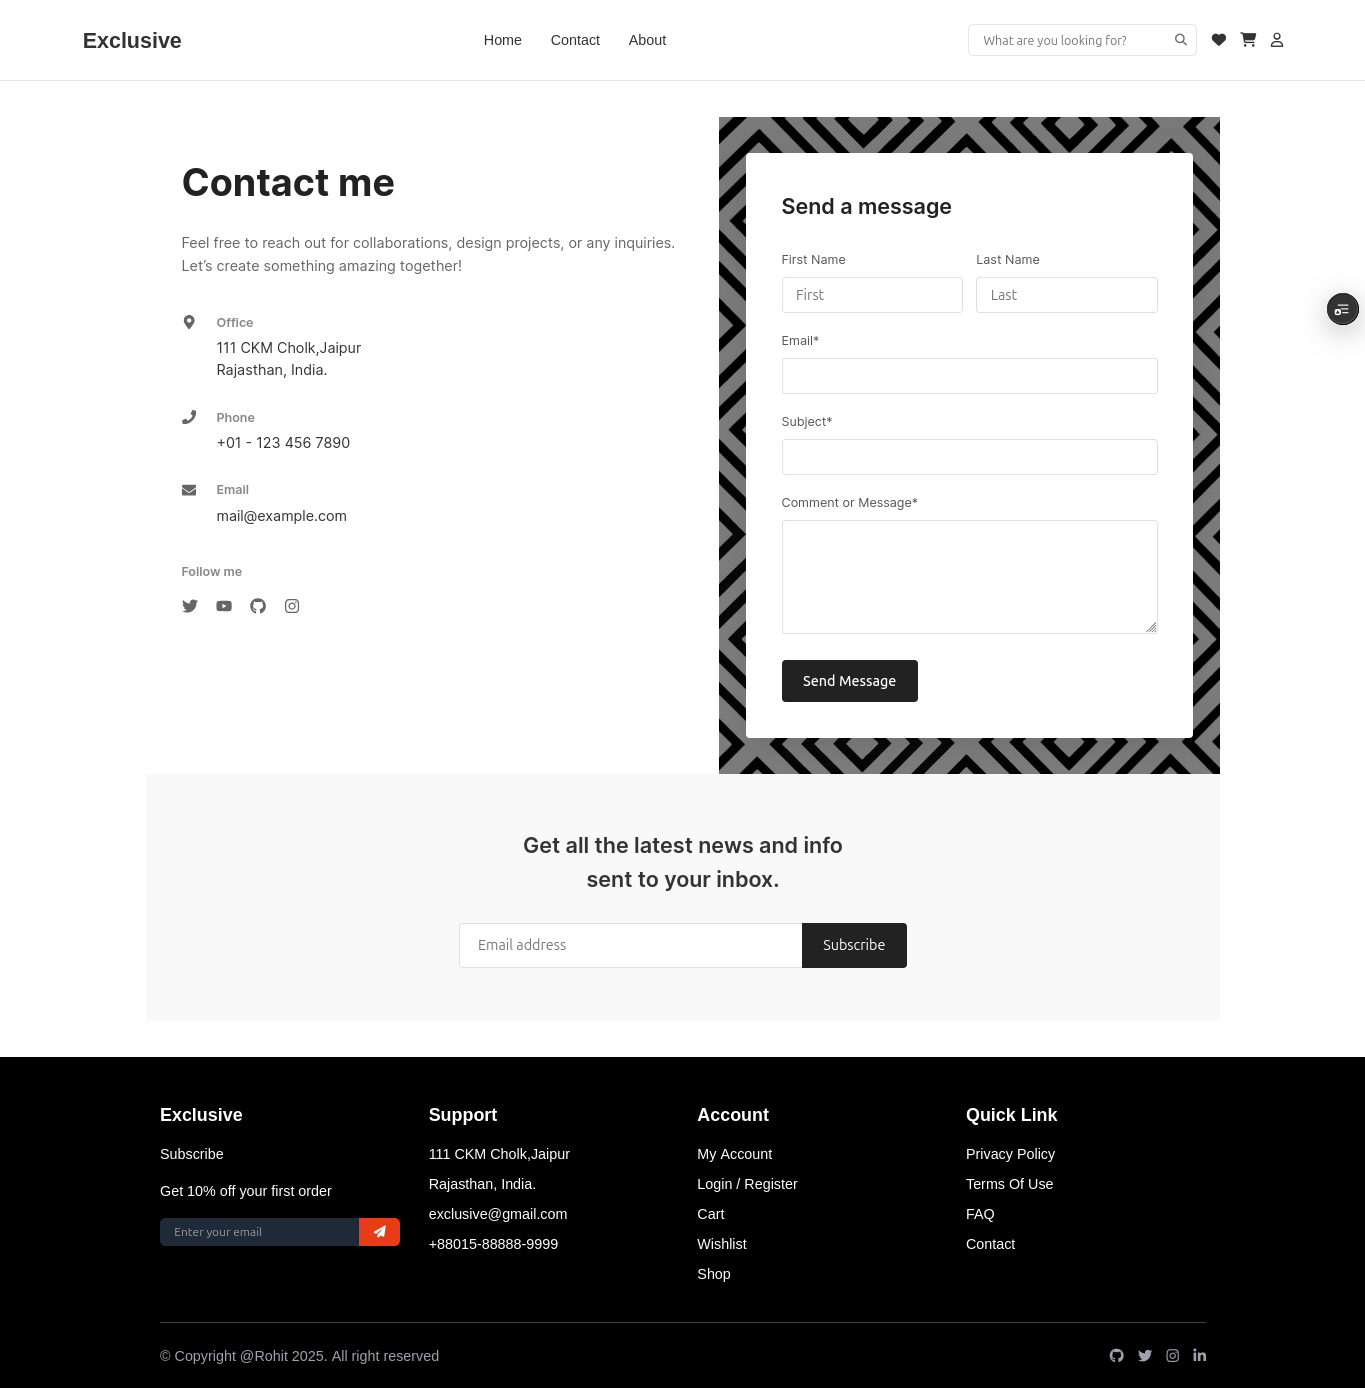 Exclusive
Home
Contact
About
What are you looking for?
Contact me
Feel free to reach out for collaborations, design projects, or any inquiries.
Let’s create something amazing together!
Office
111 CKM Cholk,Jaipur
Rajasthan, India.
Phone
+01 - 123 456 7890
Email
mail@example.com
Follow me
Send a message
First Name
Last Name
First
Last
Email*
Subject*
Comment or Message*
Send Message
Get all the latest news and info
sent to your inbox.
Email address
Subscribe
Exclusive
Subscribe
Get 10% off your first order
Enter your email
Support
111 CKM Cholk,Jaipur
Rajasthan, India.
exclusive@gmail.com
+88015-88888-9999
Account
My Account
Login / Register
Cart
Wishlist
Shop
Quick Link
Privacy Policy
Terms Of Use
FAQ
Contact
© Copyright @Rohit 2025. All right reserved